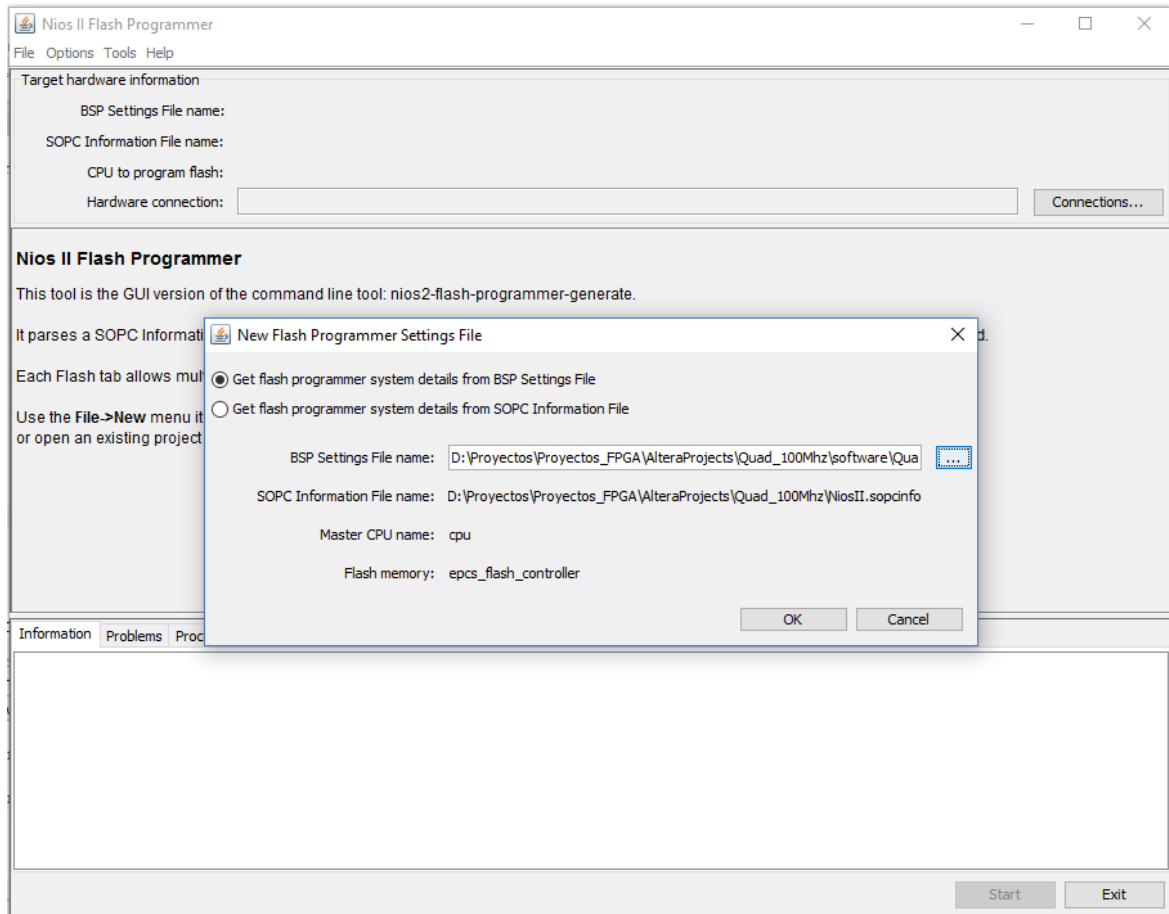 Nios II Flash Programmer
File Options Tools Help
Target hardware information
BSP Settings File name:
SOPC Information File name:
CPU to program flash:
Hardware connection:
Connections...
Nios II Flash Programmer
This tool is the GUI version of the command line tool: nios2-flash-programmer-generate.
It parses a SOPC Informati d.
Each Flash tab allows mul
Use the File->New menu it
or open an existing project
New Flash Programmer Settings File
Get flash programmer system details from BSP Settings File
Get flash programmer system details from SOPC Information File
BSP Settings File name: D:\Proyectos\Proyectos_FPGA\AlteraProjects\Quad_100Mhz\software\Qua ...
SOPC Information File name: D:\Proyectos\Proyectos_FPGA\AlteraProjects\Quad_100Mhz\NiosII.sopcinfo
Master CPU name: cpu
Flash memory: epcs_flash_controller
OK Cancel
Information Problems Proc
Start Exit